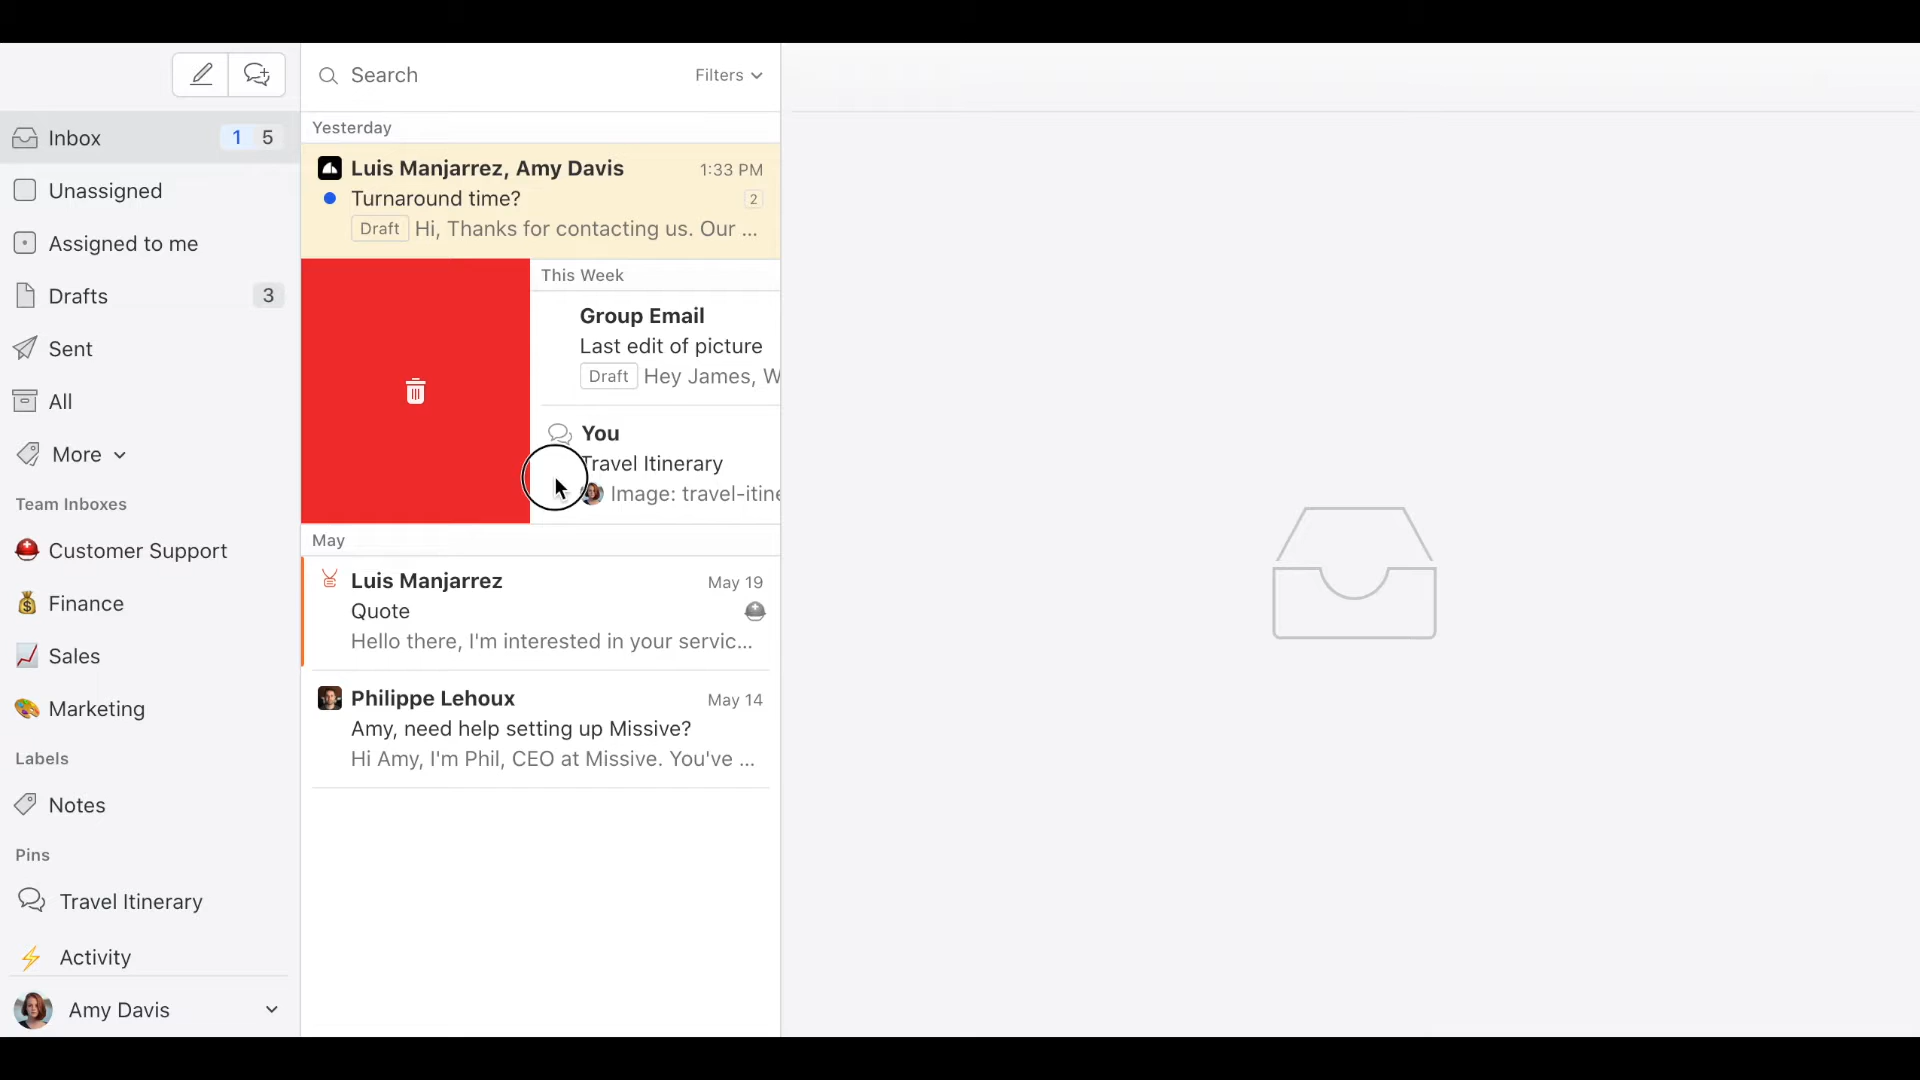 Search
Filters
Inbox 1 5
Unassigned
Assigned to me
Drafts 3
Sent
All
More
Team Inboxes
Customer Support
Finance
Sales
Marketing
Labels
Notes
Pins
Travel Itinerary
Activity
Amy Davis
Yesterday
Luis Manjarrez, Amy Davis 1:33 PM
Turnaround time? 2
Draft Hi, Thanks for contacting us. Our ...
This Week
Group Email
Last edit of picture
Draft Hey James, W
You
Travel Itinerary
Image: travel-itine
May
Luis Manjarrez May 19
Quote
Hello there, I'm interested in your servic...
Philippe Lehoux May 14
Amy, need help setting up Missive?
Hi Amy, I'm Phil, CEO at Missive. You've ...